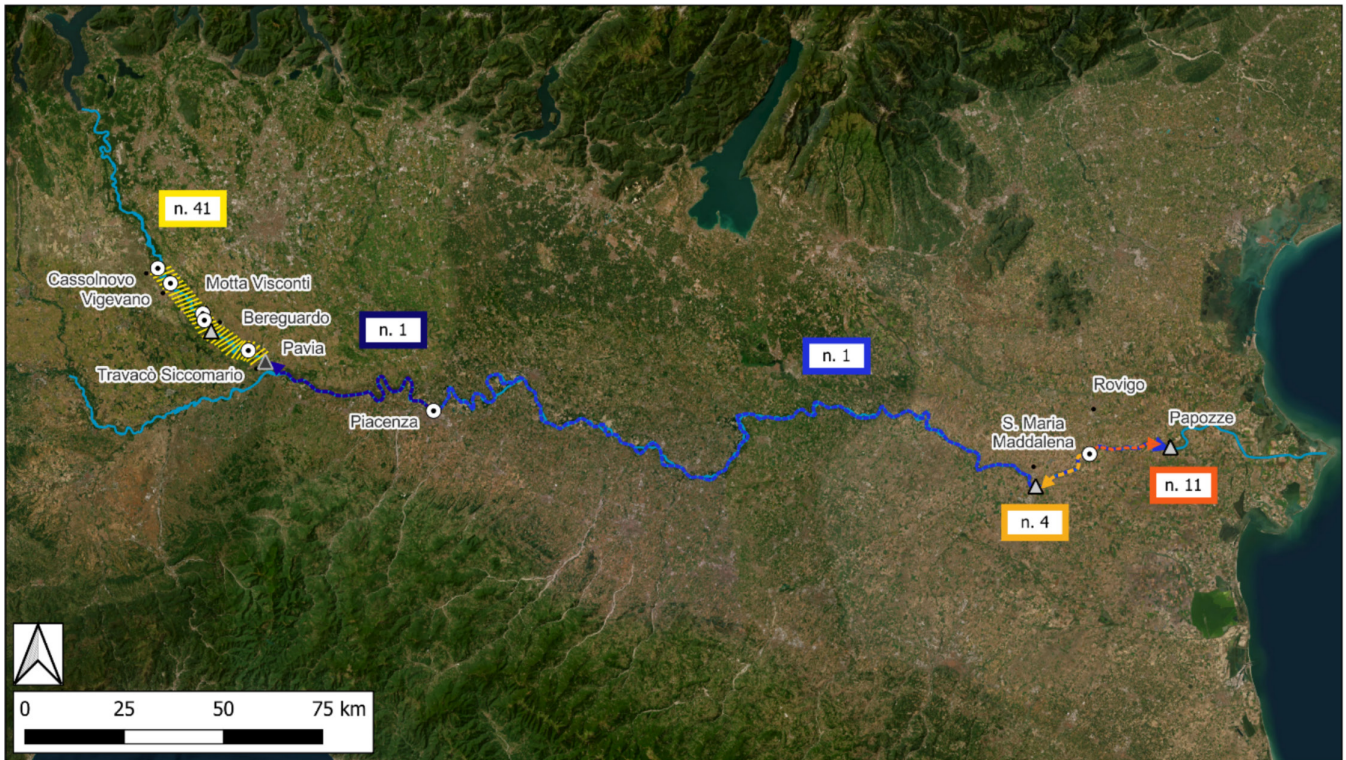 n. 41
Cassolnovo
Vigevano
Motta Visconti
Bereguardo
Pavia
Travacò Siccomario
n. 1
Piacenza
n. 1
Rovigo
S. Maria
Maddalena
Papozze
n. 11
n. 4
0 25 50 75 km